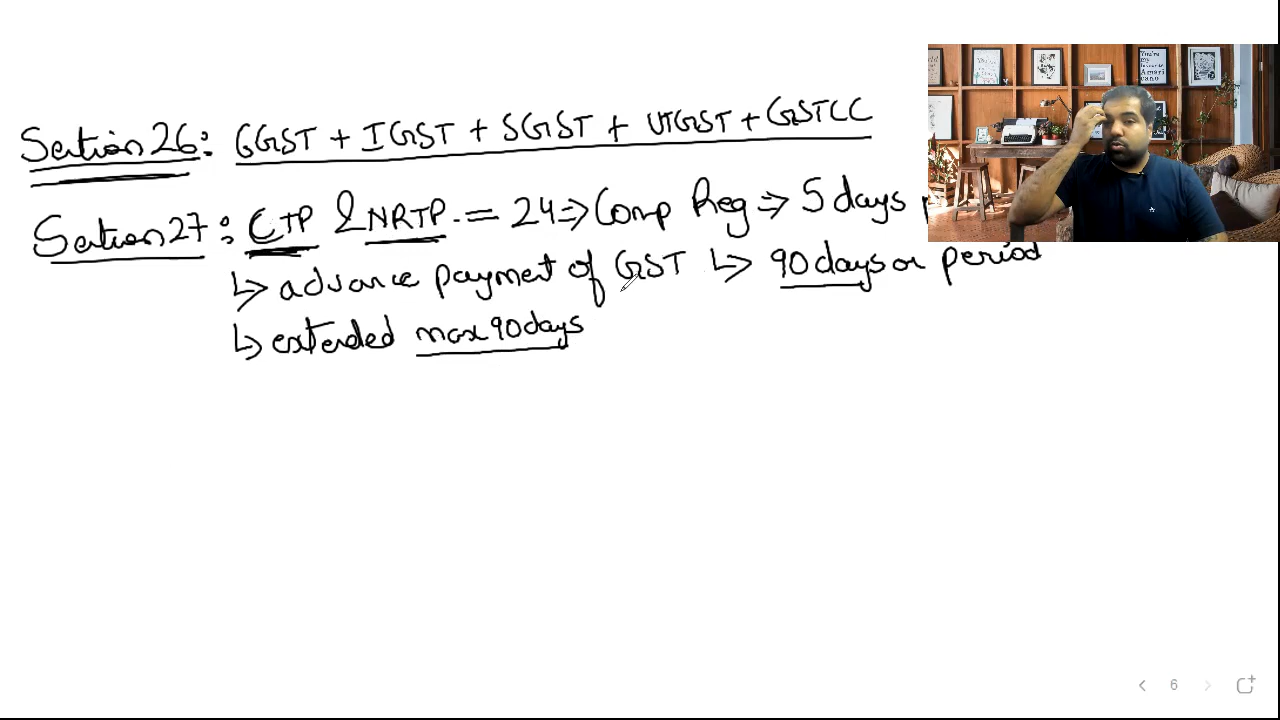 Section 26: CGST + IGST + SGST + UTGST + GSTCC
Section 27: CTP & NRTP = 24 ⇒ Comp Reg ⇒ 5 days
↳ advance payment of GST ↳ 90 days or period
↳ extended max 90 days
6